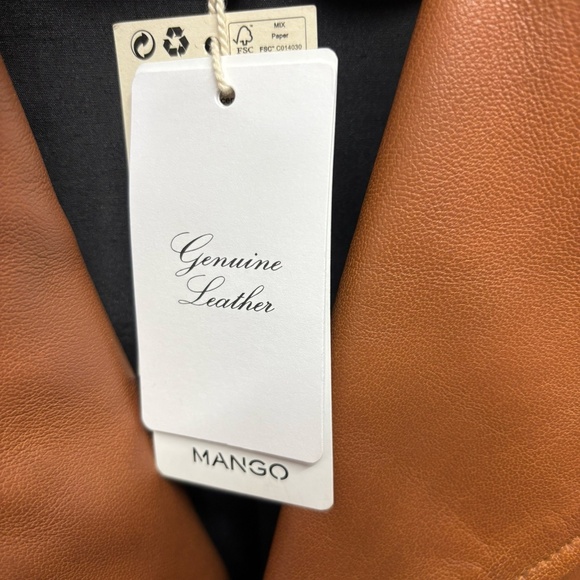 MIX
Paper
FSC
FSC® C014030
Genuine
Leather
MANGO